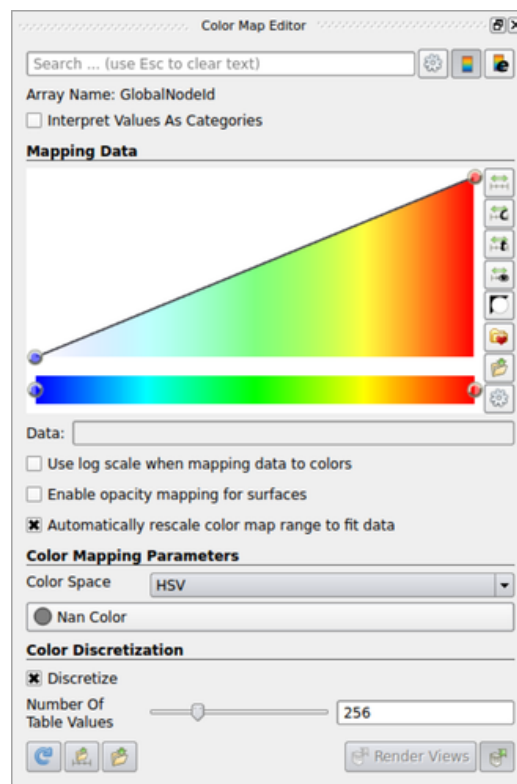 Color Map Editor
Search ... (use Esc to clear text)
Array Name: GlobalNodeId
Interpret Values As Categories
Mapping Data
Data:
Use log scale when mapping data to colors
Enable opacity mapping for surfaces
Automatically rescale color map range to fit data
Color Mapping Parameters
Color Space HSV
Nan Color
Color Discretization
Discretize
Number Of
Table Values 256
Render Views